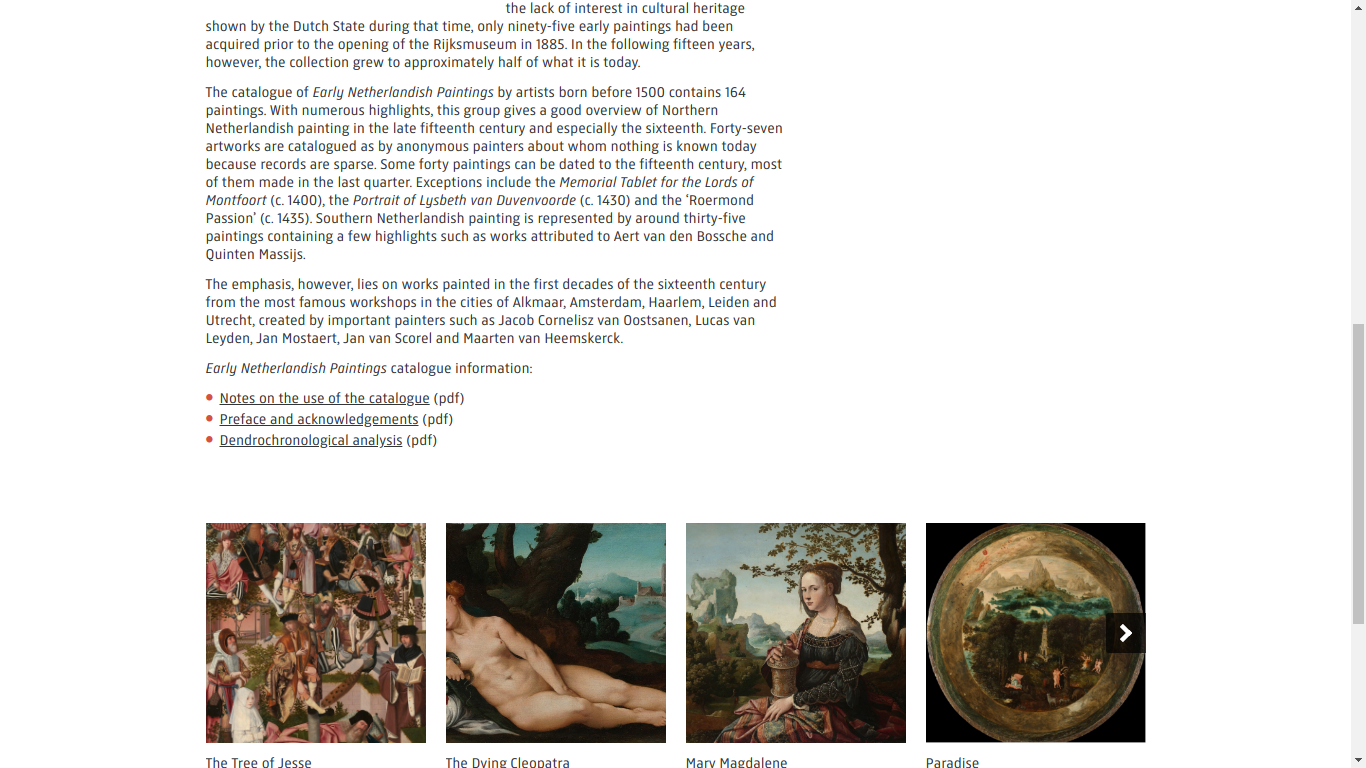 the lack of interest in cultural heritage
shown by the Dutch State during that time, only ninety-five early paintings had been
acquired prior to the opening of the Rijksmuseum in 1885. In the following fifteen years,
however, the collection grew to approximately half of what it is today.
The catalogue of Early Netherlandish Paintings by artists born before 1500 contains 164
paintings. With numerous highlights, this group gives a good overview of Northern
Netherlandish painting in the late fifteenth century and especially the sixteenth. Forty-seven
artworks are catalogued as by anonymous painters about whom nothing is known today
because records are sparse. Some forty paintings can be dated to the fifteenth century, most
of them made in the last quarter. Exceptions include the Memorial Tablet for the Lords of
Montfoort (c. 1400), the Portrait of Lysbeth van Duvenvoorde (c. 1430) and the ‘Roermond
Passion’ (c. 1435). Southern Netherlandish painting is represented by around thirty-five
paintings containing a few highlights such as works attributed to Aert van den Bossche and
Quinten Massijs.
The emphasis, however, lies on works painted in the first decades of the sixteenth century
from the most famous workshops in the cities of Alkmaar, Amsterdam, Haarlem, Leiden and
Utrecht, created by important painters such as Jacob Cornelisz van Oostsanen, Lucas van
Leyden, Jan Mostaert, Jan van Scorel and Maarten van Heemskerck.
Early Netherlandish Paintings catalogue information:
Notes on the use of the catalogue (pdf)
Preface and acknowledgements (pdf)
Dendrochronological analysis (pdf)
The Tree of Jesse
The Dying Cleopatra
Mary Magdalene
Paradise